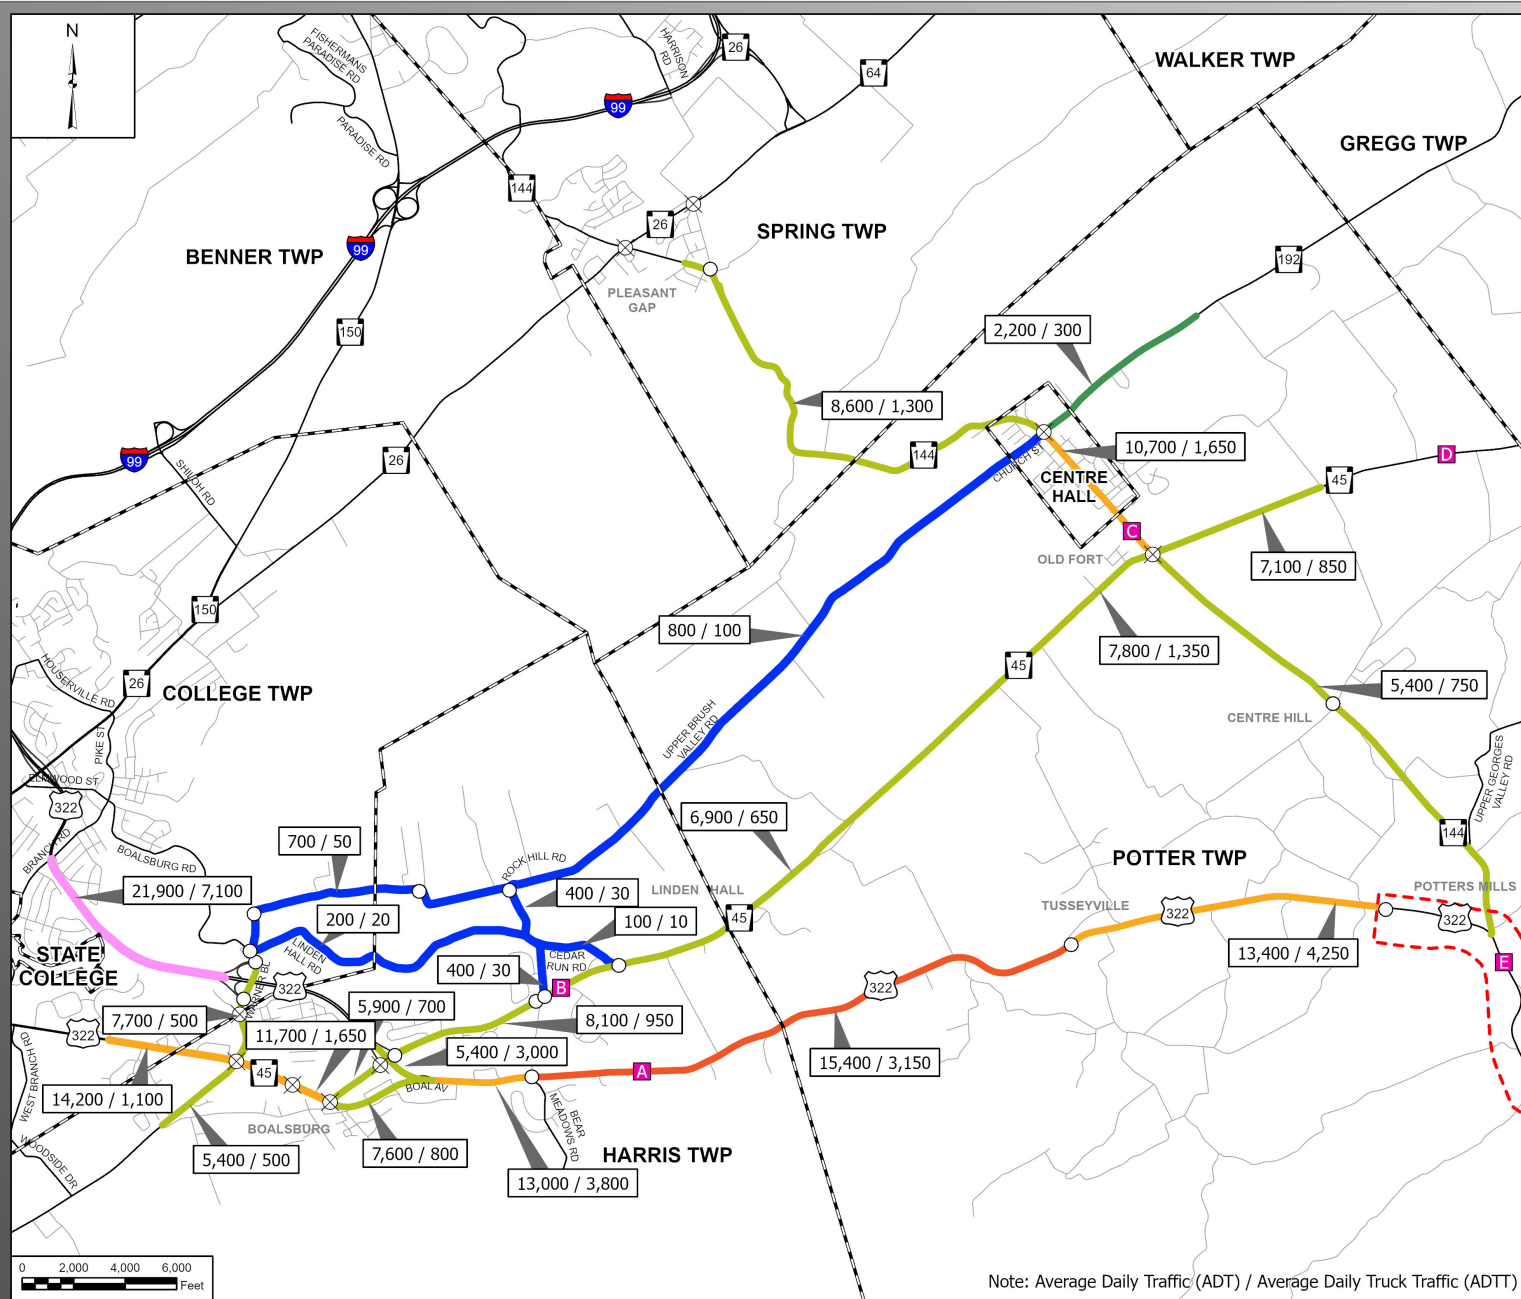 N
FISHERMANS
PARADISE RD
HARRISON
RD
26
64
WALKER TWP
99
PARADISE RD
GREGG TWP
144
26
SPRING TWP
99
BENNER TWP
192
PLEASANT
GAP
150
2,200 / 300
8,600 / 1,300
144
10,700 / 1,650
CHURCH ST
CENTRE
HALL
D
45
99
26
SHILOH RD
C
OLD FORT
7,100 / 850
150
800 / 100
7,800 / 1,350
45
HOUSERVILLE RD
26
COLLEGE TWP
5,400 / 750
CENTRE HILL
PIKE ST
UPPER BRUSH
VALLEY RD
UPPER GEORGES
VALLEY RD
ELMWOOD ST
322
6,900 / 650
144
BRANCH RD
BOALSBURG RD
700 / 50
ROCK HILL RD
POTTER TWP
21,900 / 7,100
400 / 30
LINDEN HALL
POTTERS MILLS
200 / 20
100 / 10
45
TUSSEYVILLE
322
322
LINDEN
HALL RD
CEDAR
RUN RD
13,400 / 4,250
STATE
COLLEGE
WARNER BL
322
400 / 30
B
322
E
5,900 / 700
7,700 / 500
8,100 / 950
322
11,700 / 1,650
5,400 / 3,000
15,400 / 3,150
WEST BRANCH RD
45
A
14,200 / 1,100
BOAL AV
BEAR
MEADOWS RD
BOALSBURG
WOODSIDE DR
5,400 / 500
7,600 / 800
HARRIS TWP
13,000 / 3,800
0 2,000 4,000 6,000
Feet
Note: Average Daily Traffic (ADT) / Average Daily Truck Traffic (ADTT)